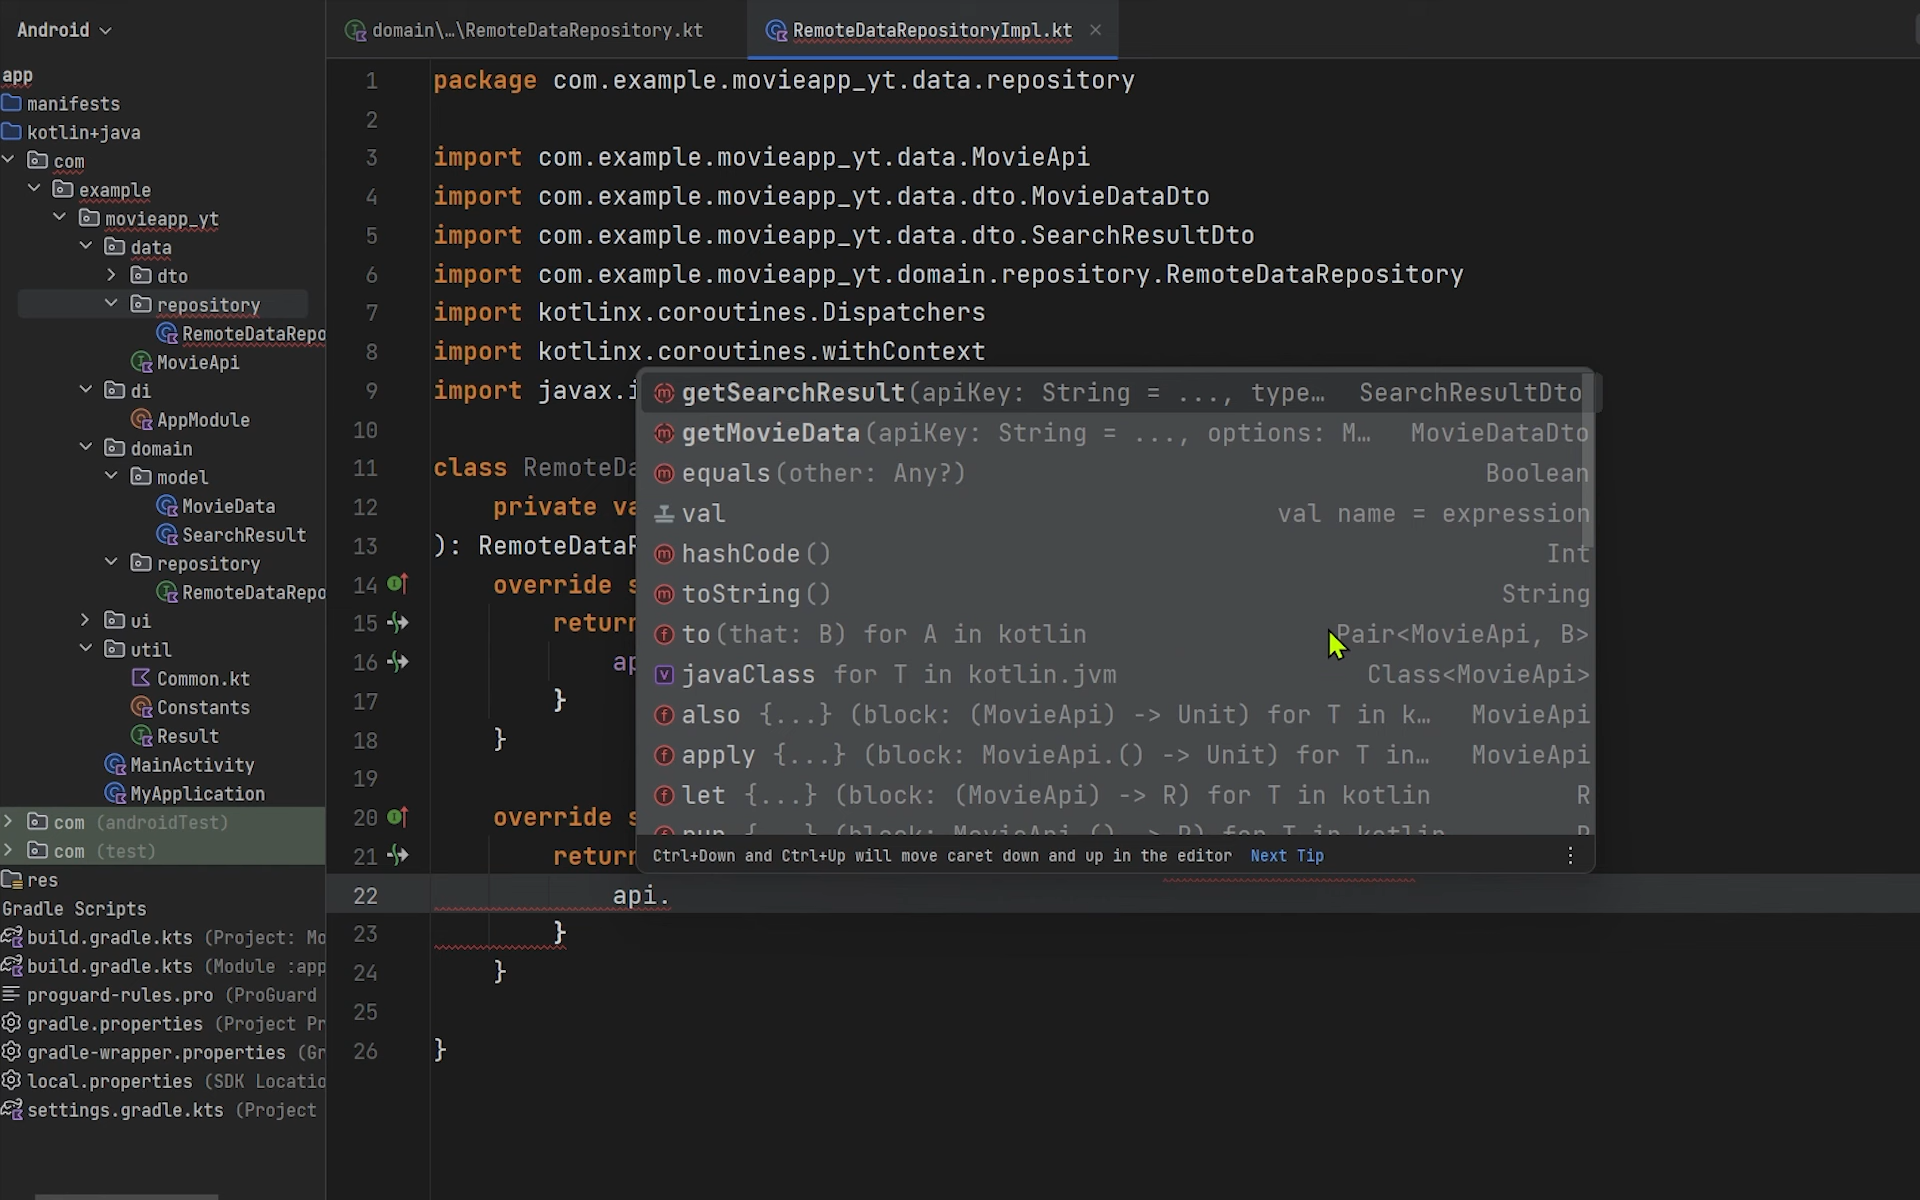 Android
domain\…\RemoteDataRepository.kt
RemoteDataRepositoryImpl.kt
app
manifests
kotlin+java
com
example
movieapp_yt
data
dto
repository
RemoteDataRepo
MovieApi
di
AppModule
domain
model
MovieData
SearchResult
repository
RemoteDataRepo
ui
util
Common.kt
Constants
Result
MainActivity
MyApplication
com (androidTest)
com (test)
res
Gradle Scripts
build.gradle.kts (Project: Mo
build.gradle.kts (Module :app
proguard-rules.pro (ProGuard
gradle.properties (Project Pr
gradle-wrapper.properties (Gr
local.properties (SDK Locatio
settings.gradle.kts (Project
1 package com.example.movieapp_yt.data.repository
2
3 import com.example.movieapp_yt.data.MovieApi
4 import com.example.movieapp_yt.data.dto.MovieDataDto
5 import com.example.movieapp_yt.data.dto.SearchResultDto
6 import com.example.movieapp_yt.domain.repository.RemoteDataRepository
7 import kotlinx.coroutines.Dispatchers
8 import kotlinx.coroutines.withContext
9 import javax.i
10
11 class RemoteDa
12 private va
13 ): RemoteDataR
14 override s
15 return
16 ap
17 }
18 }
19
20 override s
21 return
22 api.
23 }
24 }
25
26 }
getSearchResult(apiKey: String = ..., type… SearchResultDto
getMovieData(apiKey: String = ..., options: M… MovieDataDto
equals(other: Any?) Boolean
val val name = expression
hashCode() Int
toString() String
to(that: B) for A in kotlin Pair<MovieApi, B>
javaClass for T in kotlin.jvm Class<MovieApi>
also {...} (block: (MovieApi) -> Unit) for T in k… MovieApi
apply {...} (block: MovieApi.() -> Unit) for T in… MovieApi
let {...} (block: (MovieApi) -> R) for T in kotlin R
run {...} (block: MovieApi.() -> R) for T in kotlin R
Ctrl+Down and Ctrl+Up will move caret down and up in the editor Next Tip